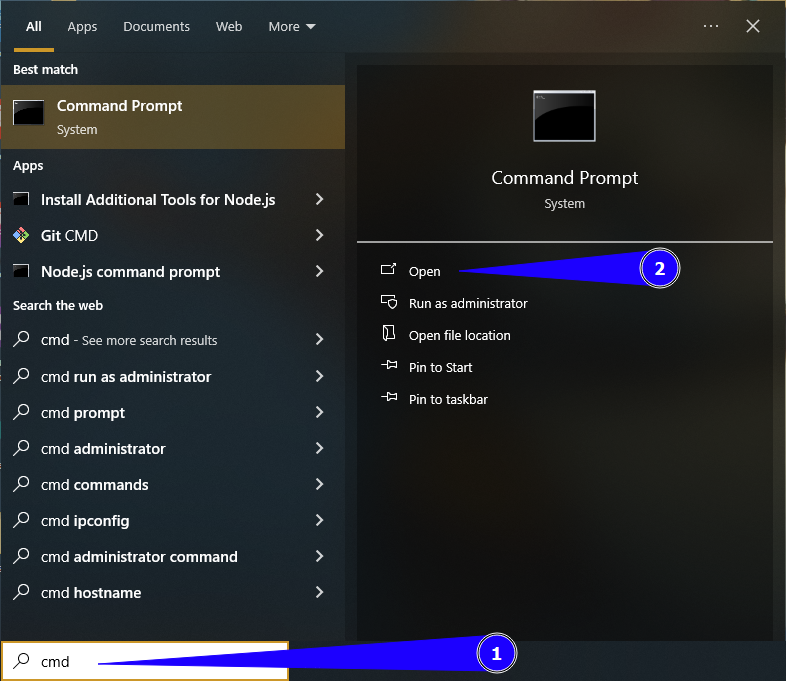 All Apps Documents Web More ...
Best match
Command Prompt
System
Apps
Install Additional Tools for Node.js
Git CMD
Node.js command prompt
Search the web
cmd - See more search results
cmd run as administrator
cmd prompt
cmd administrator
cmd commands
cmd ipconfig
cmd administrator command
cmd hostname
cmd
1
Command Prompt
System
Open
2
Run as administrator
Open file location
Pin to Start
Pin to taskbar